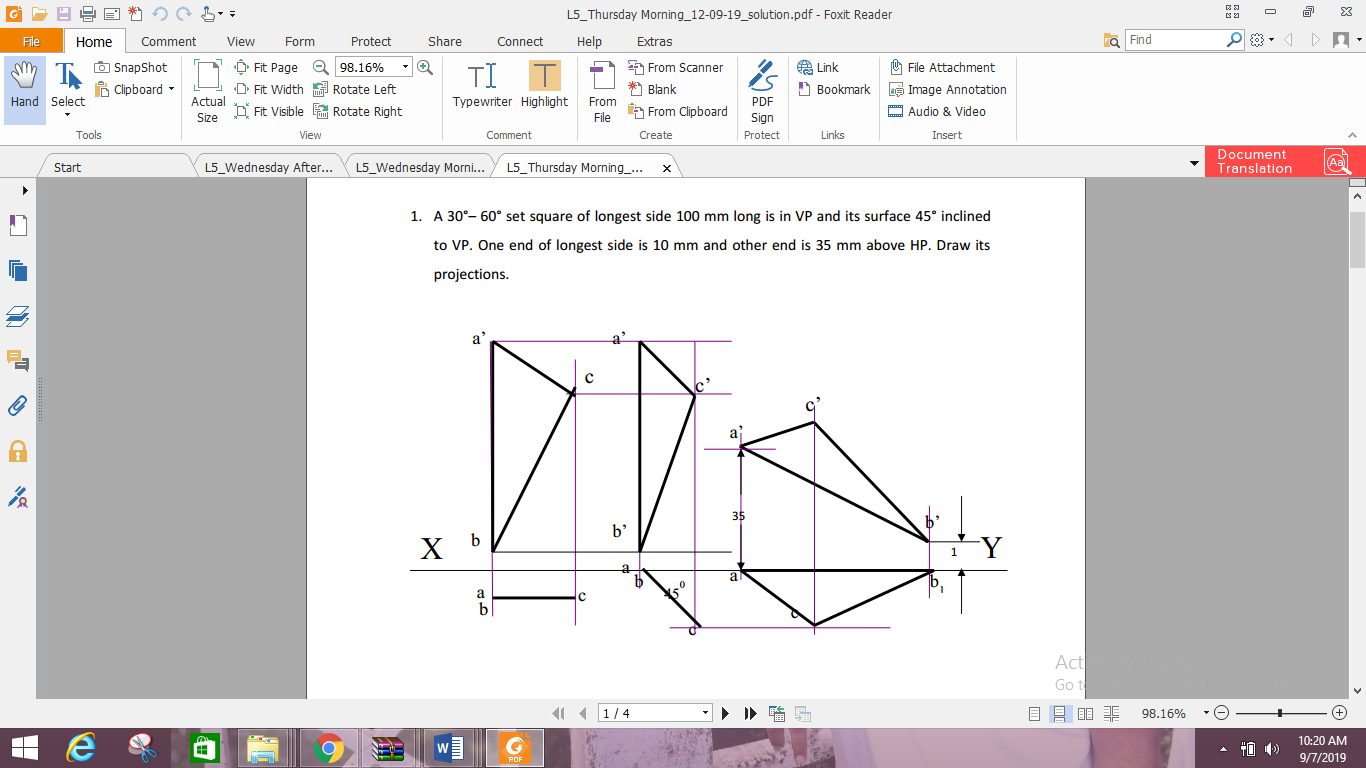 L5_Thursday Morning_12-09-19_solution.pdf - Foxit Reader
File Home Comment View Form Protect Share Connect Help Extras Find
Hand
Select
SnapShot
Clipboard
Tools
Actual Size
Fit Page
Fit Width
Fit Visible
98.16%
Rotate Left
Rotate Right
View
Typewriter
Highlight
Comment
From File
From Scanner
Blank
From Clipboard
Create
PDF Sign
Protect
Link
Bookmark
Links
File Attachment
Image Annotation
Audio & Video
Insert
Start
L5_Wednesday After...
L5_Wednesday Morni...
L5_Thursday Morning_...
Document Translation
1. A 30°– 60° set square of longest side 100 mm long is in VP and its surface 45° inclined
to VP. One end of longest side is 10 mm and other end is 35 mm above HP. Draw its
projections.
a’ a’
c c’ c’
a’
35
b b’ b’
X 1 Y
a b a b₁
a c 45⁰ c
b
c
1 / 4
98.16%
10:20 AM
9/7/2019